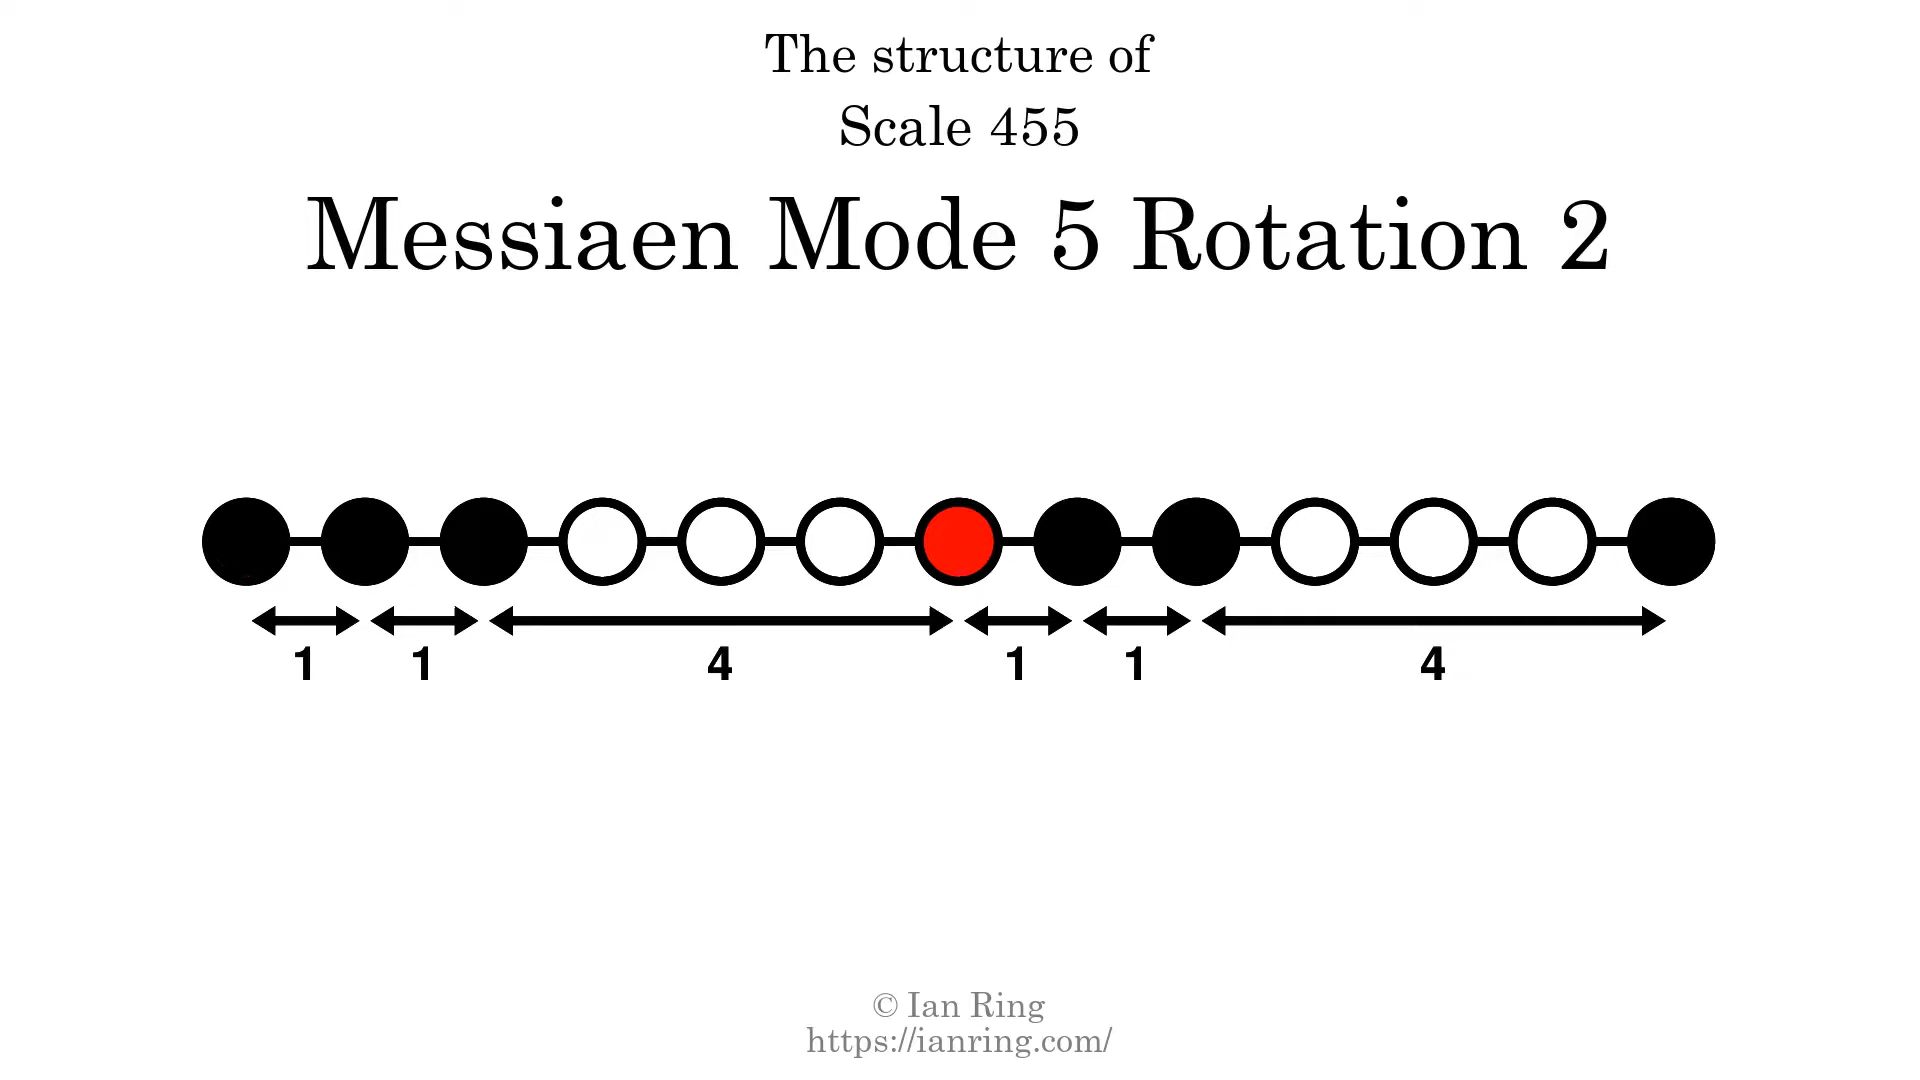 The structure of
Scale 455
Messiaen Mode 5 Rotation 2
1 1 4 1 1 4
© Ian Ring
https://ianring.com/